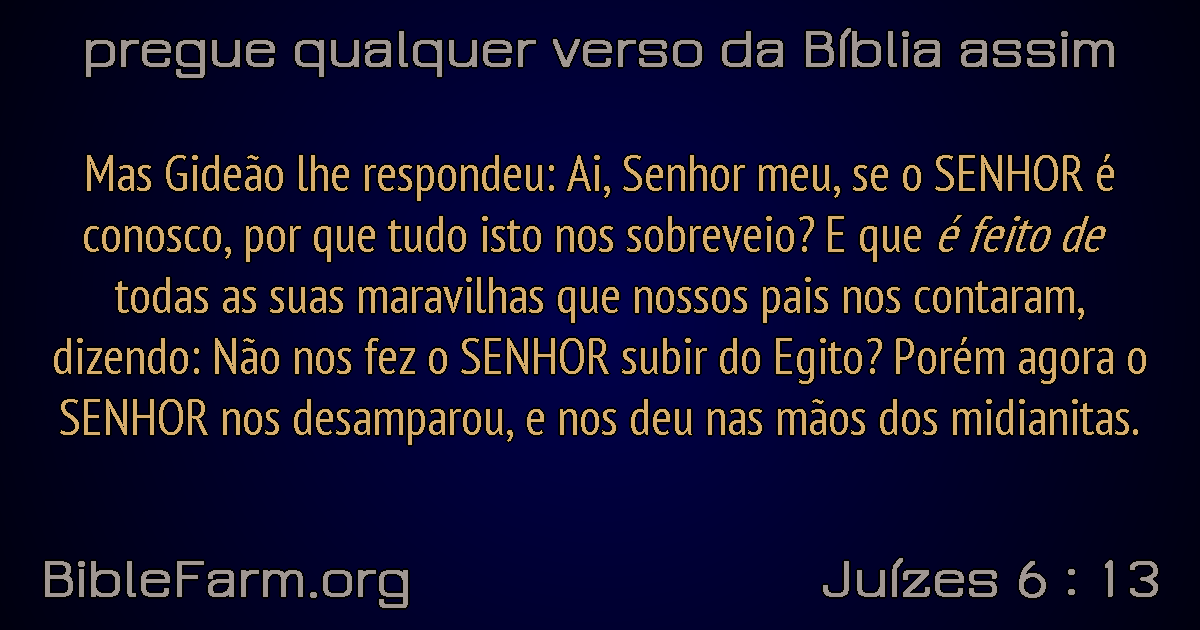 pregue qualquer verso da Bíblia assim
Mas Gideão lhe respondeu: Ai, Senhor meu, se o SENHOR é
conosco, por que tudo isto nos sobreveio? E que é feito de
todas as suas maravilhas que nossos pais nos contaram,
dizendo: Não nos fez o SENHOR subir do Egito? Porém agora o
SENHOR nos desamparou, e nos deu nas mãos dos midianitas.
BibleFarm.org
Juízes 6 : 13